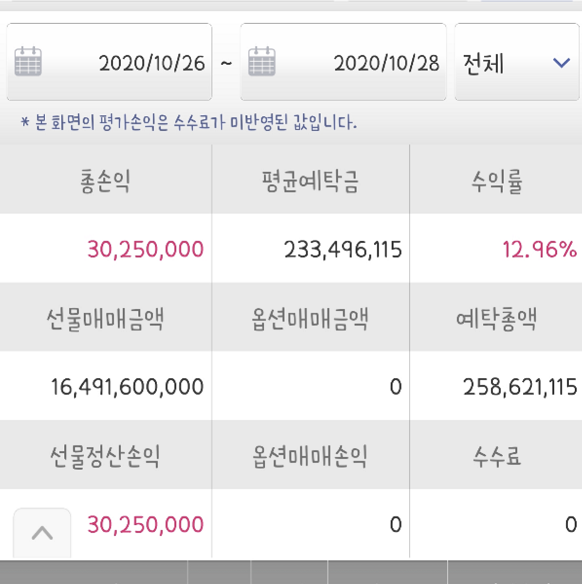 2020/10/26 ~ 2020/10/28 전체
* 본 화면의 평가손익은 수수료가 미반영된 값입니다.
총손익 평균예탁금 수익률
30,250,000 233,496,115 12.96%
선물매매금액 옵션매매금액 예탁총액
16,491,600,000 0 258,621,115
선물정산손익 옵션매매손익 수수료
30,250,000 0 0